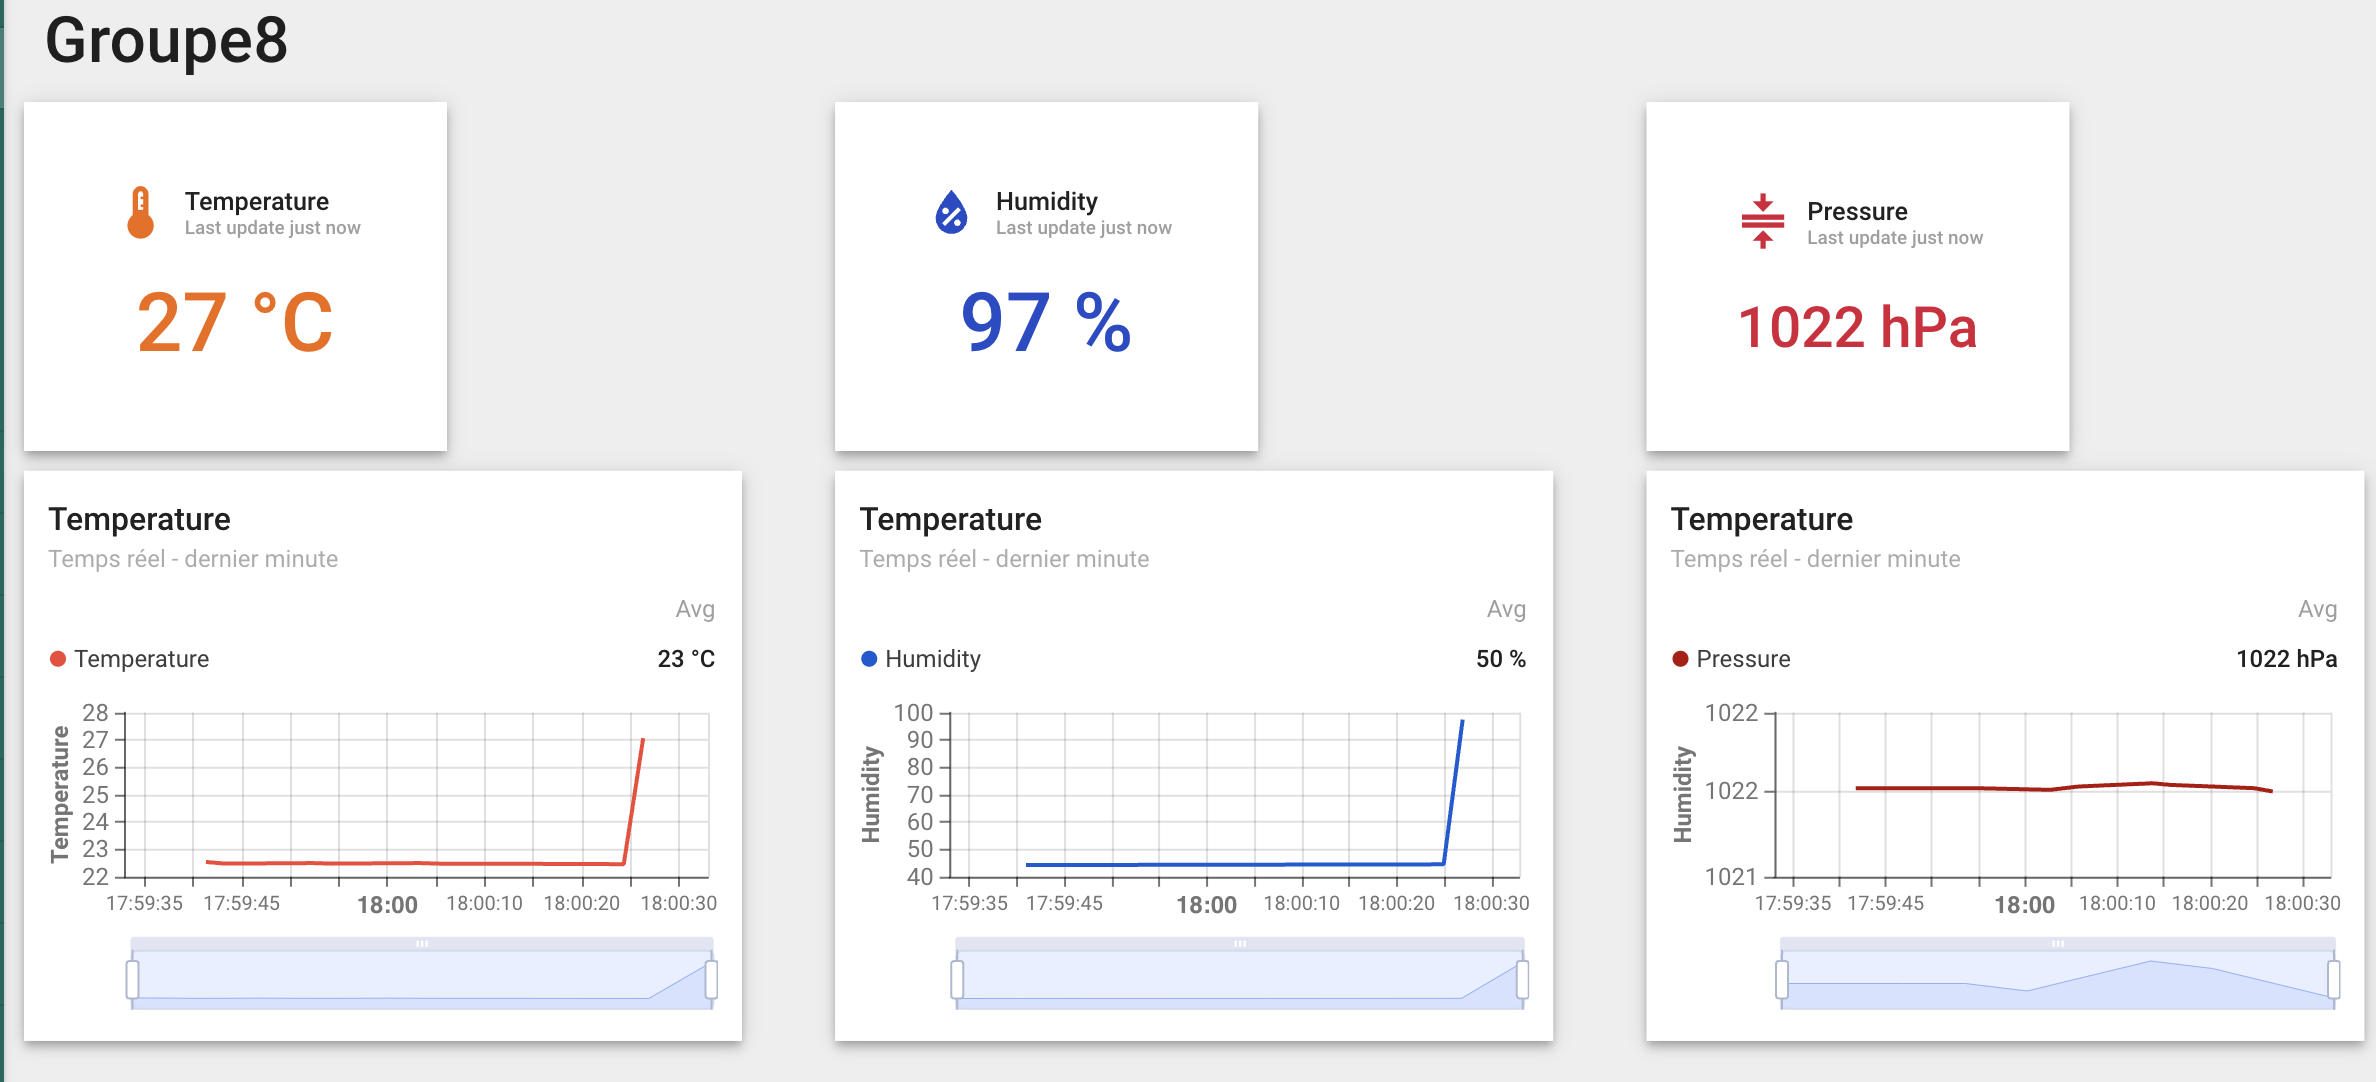 Groupe8
Temperature
Last update just now
27 °C
Humidity
Last update just now
97 %
Pressure
Last update just now
1022 hPa
Temperature
Temps réel - dernier minute
Avg
Temperature 23 °C
Temperature
28
27
26
25
24
23
22
17:59:35 17:59:45 18:00 18:00:10 18:00:20 18:00:30
Temperature
Temps réel - dernier minute
Avg
Humidity 50 %
Humidity
100
90
80
70
60
50
40
17:59:35 17:59:45 18:00 18:00:10 18:00:20 18:00:30
Temperature
Temps réel - dernier minute
Avg
Pressure 1022 hPa
Humidity
1022
1022
1021
17:59:35 17:59:45 18:00 18:00:10 18:00:20 18:00:30